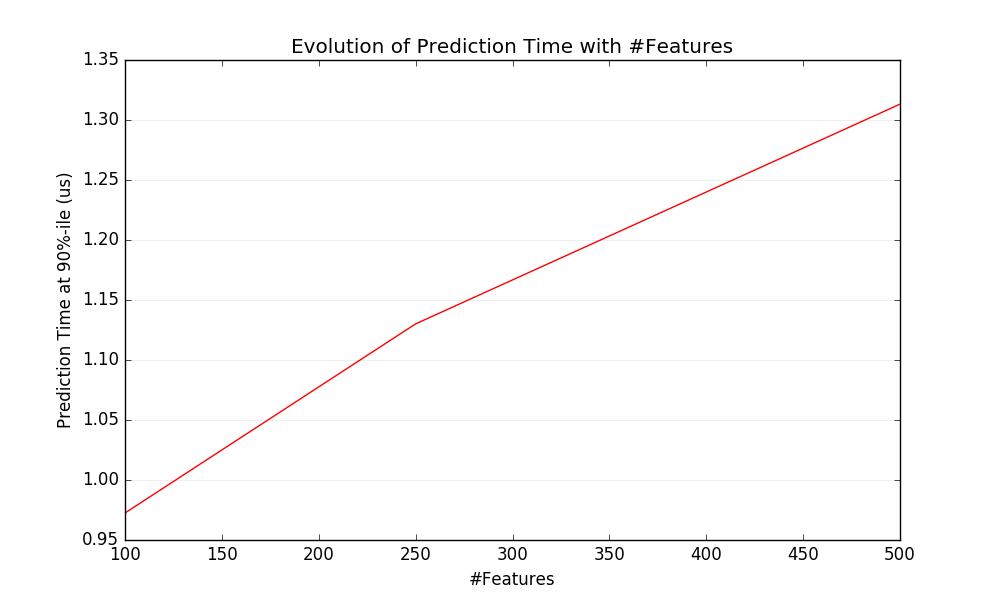 Evolution of Prediction Time with #Features
1.35
1.30
1.25
1.20
1.15
1.10
1.05
1.00
0.95
Prediction Time at 90%-ile (us)
100 150 200 250 300 350 400 450 500
#Features